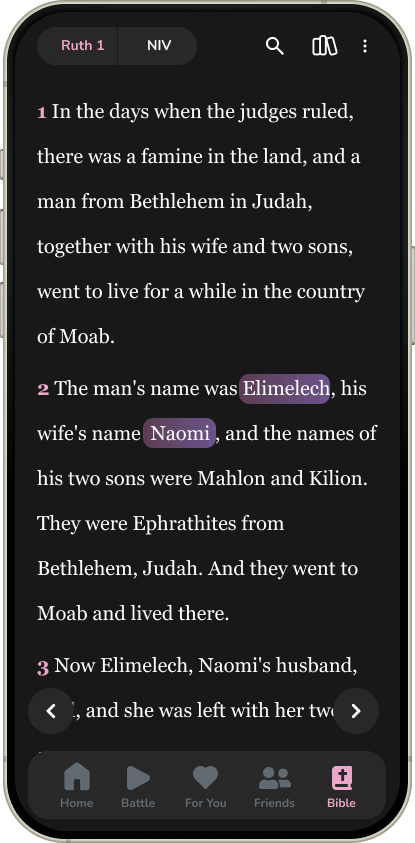 Ruth 1 NIV
1 In the days when the judges ruled,
there was a famine in the land, and a
man from Bethlehem in Judah,
together with his wife and two sons,
went to live for a while in the country
of Moab.
2 The man's name was Elimelech, his
wife's name Naomi, and the names of
his two sons were Mahlon and Kilion.
They were Ephrathites from
Bethlehem, Judah. And they went to
Moab and lived there.
3 Now Elimelech, Naomi's husband,
, and she was left with her
Home Battle For You Friends Bible